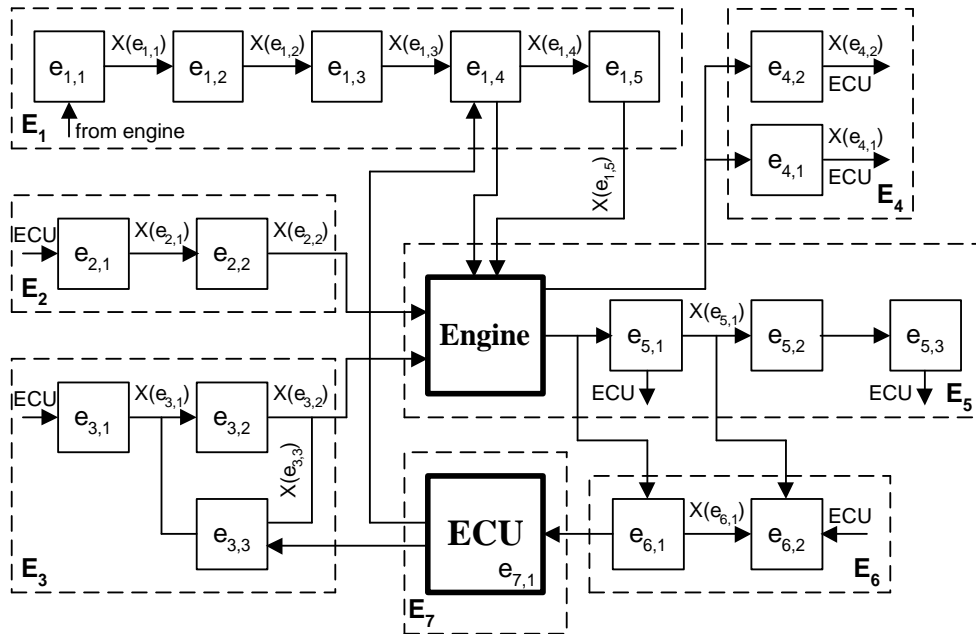 X(e1,1) X(e1,2) X(e1,3) X(e1,4)
e1,1 e1,2 e1,3 e1,4 e1,5
E1 from engine
X(e1,5)
X(e4,2)
e4,2 ECU
X(e4,1)
e4,1 ECU
E4
ECU X(e2,1) X(e2,2)
e2,1 e2,2
E2
Engine
X(e5,1)
e5,1 e5,2 e5,3
ECU ECU
E5
ECU X(e3,1) X(e3,2)
e3,1 e3,2
X(e3,3)
e3,3
E3
ECU
e7,1
E7
X(e6,1) ECU
e6,1 e6,2
E6